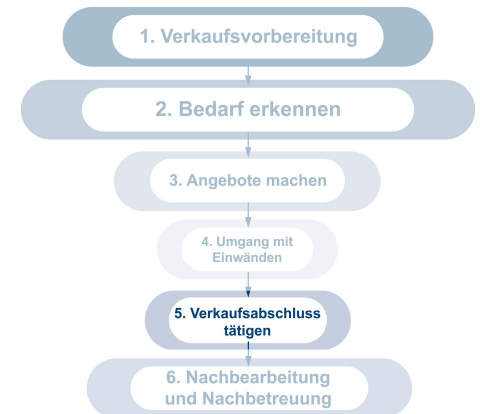 1. Verkaufsvorbereitung
2. Bedarf erkennen
3. Angebote machen
4. Umgang mit
Einwänden
5. Verkaufsabschluss
tätigen
6. Nachbearbeitung
und Nachbetreuung